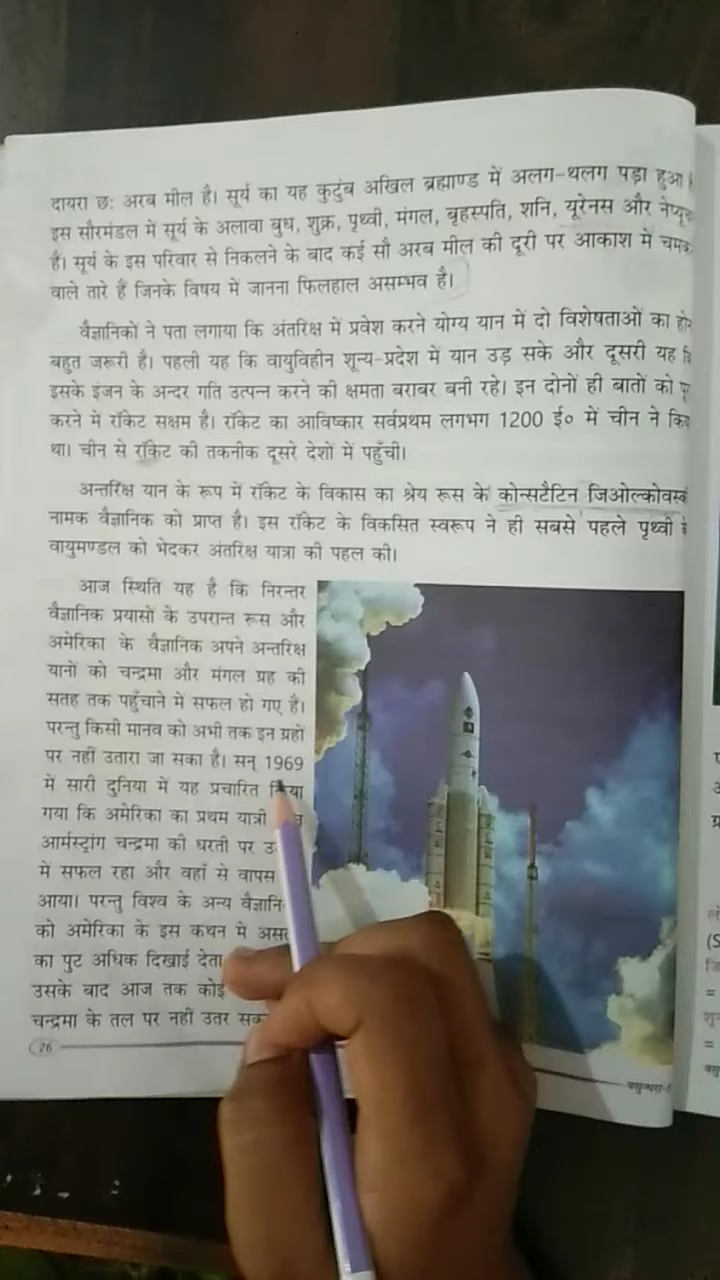 दायरा छ: अरब मील है। सूर्य का यह कुटुंब अखिल ब्रह्माण्ड में अलग-थलग पड़ा हुआ
इस सौरमंडल में सूर्य के अलावा बुध, शुक्र, पृथ्वी, मंगल, बृहस्पति, शनि, यूरेनस और
है। सूर्य के इस परिवार से निकलने के बाद कई सौ अरब मील की दूरी पर आकाश में
वाले तारे हैं जिनके विषय में जानना फिलहाल असम्भव है।
वैज्ञानिकों ने पता लगाया कि अंतरिक्ष में प्रवेश करने योग्य यान में दो विशेषताओं का
बहुत जरूरी है। पहली यह कि वायुविहीन शून्य-प्रदेश में यान उड़ सके और दूसरी यह
इसके इंजन के अन्दर गति उत्पन्न करने की क्षमता बराबर बनी रहे। इन दोनों ही बातों को
करने में रॉकेट सक्षम है। रॉकेट का आविष्कार सर्वप्रथम लगभग 1200 ई० में चीन ने
था। चीन से रॉकेट की तकनीक दूसरे देशों में पहुँची।
अन्तरिक्ष यान के रूप में रॉकेट के विकास का श्रेय रूस के कोन्सटैटिन
नामक वैज्ञानिक को प्राप्त है। इस रॉकेट के विकसित स्वरूप ने ही सबसे पहले पृथ्वी
वायुमण्डल को भेदकर अंतरिक्ष यात्रा की पहल की।
आज स्थिति यह है कि निरन्तर
वैज्ञानिक प्रयासों के उपरान्त रूस और
अमेरिका के वैज्ञानिक अपने अन्तरिक्ष
यानों को चन्द्रमा और मंगल ग्रह की
सतह तक पहुँचाने में सफल हो गए है।
परन्तु किसी मानव को अभी तक इन ग्रहों
पर नहीं उतारा जा सका है। सन् 1969
में सारी दुनिया में यह प्रचारित
गया कि अमेरिका का प्रथम यात्री
आर्मस्ट्रांग चन्द्रमा की धरती पर
में सफल रहा और वहाँ से वापस
आया। परन्तु विश्व के अन्य
को अमेरिका के इस कथन मे
का पुट अधिक दिखाई देता
उसके बाद आज तक कोई
चन्द्रमा के तल पर नहीं उतर
26